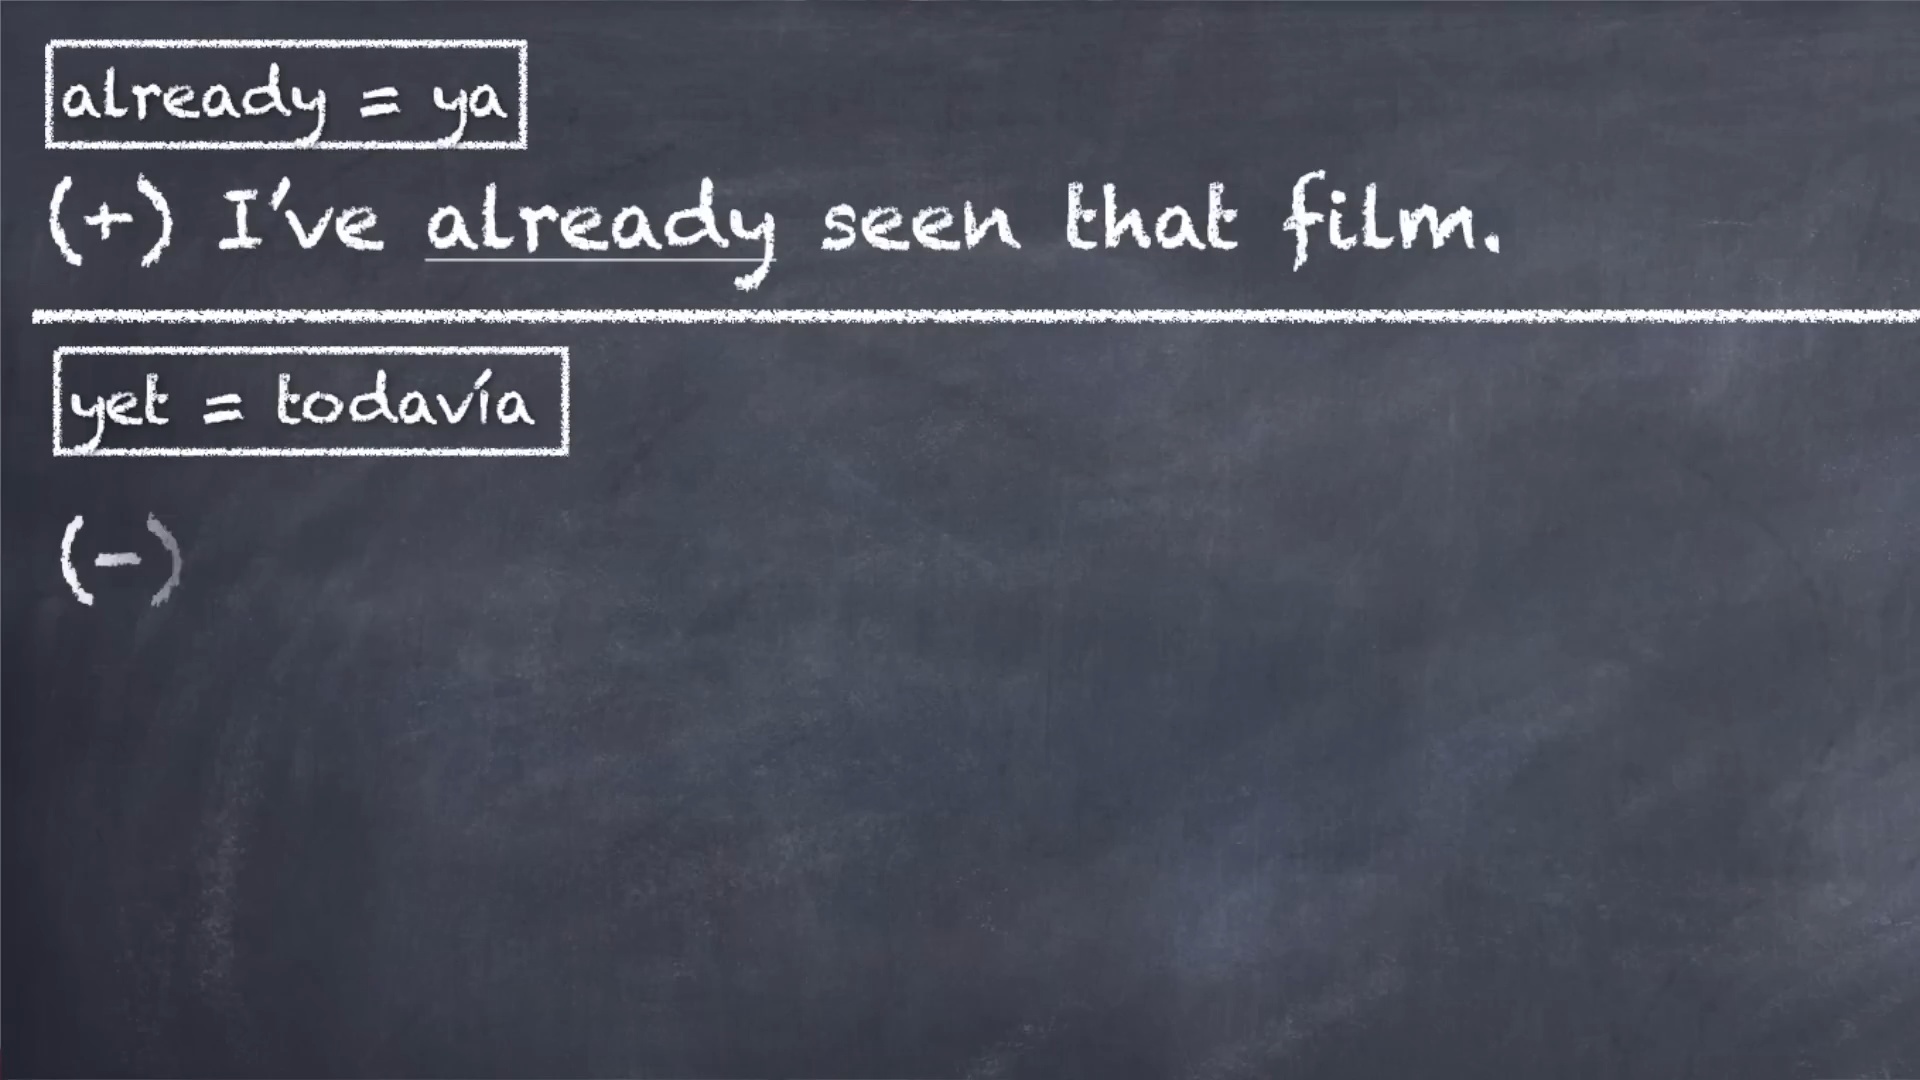 already = ya
(+) I've already seen that film.
yet = todavía
(-)